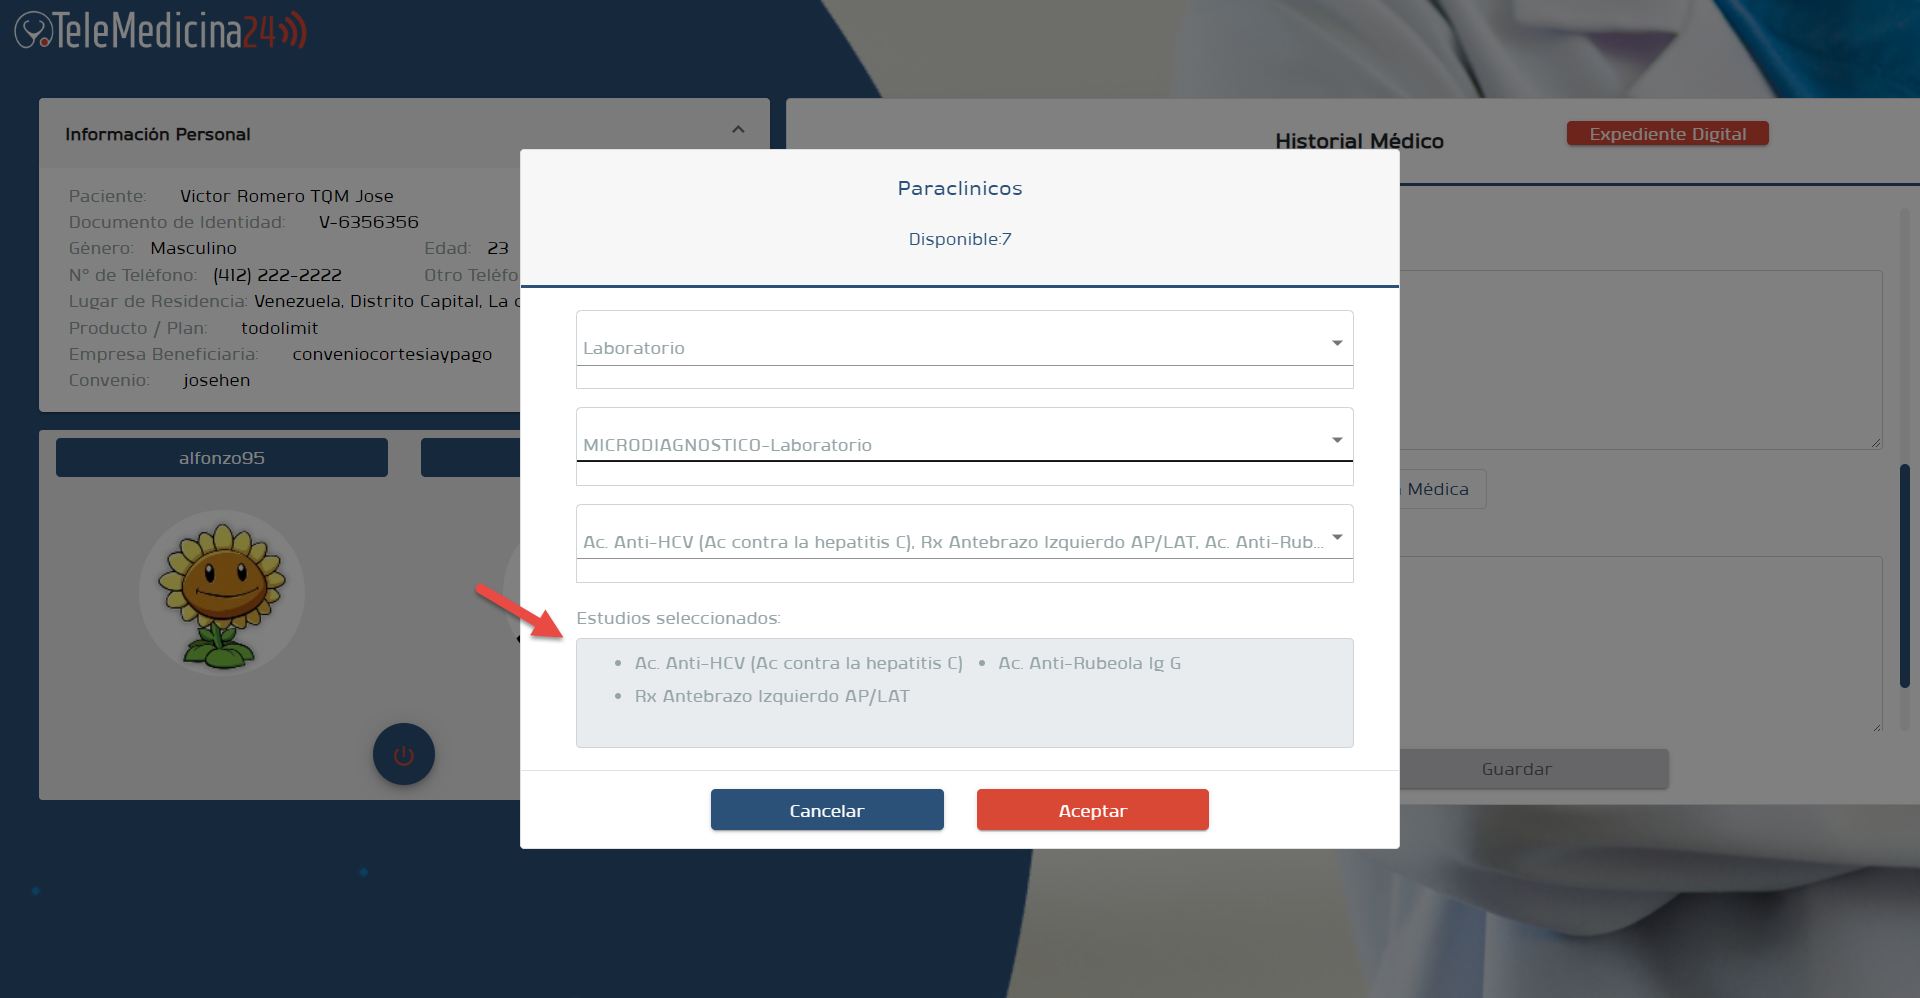 TeleMedicina24
Información Personal
Paciente: Victor Romero TQM Jose
Documento de Identidad: V-6356356
Género: Masculino Edad: 23
N° de Teléfono: (412) 222-2222 Otro Teléfo
Lugar de Residencia: Venezuela, Distrito Capital, La
Producto / Plan: todolimit
Empresa Beneficiaria: conveniocortesiaypago
Convenio: josehen
alfonzo95
Historial Médico
Expediente Digital
Médica
Guardar
Paraclinicos
Disponible:7
Laboratorio
MICRODIAGNOSTICO-Laboratorio
Ac. Anti-HCV (Ac contra la hepatitis C), Rx Antebrazo Izquierdo AP/LAT, Ac. Anti-Rub...
Estudios seleccionados:
• Ac. Anti-HCV (Ac contra la hepatitis C) • Ac. Anti-Rubeola Ig G
• Rx Antebrazo Izquierdo AP/LAT
Cancelar
Aceptar